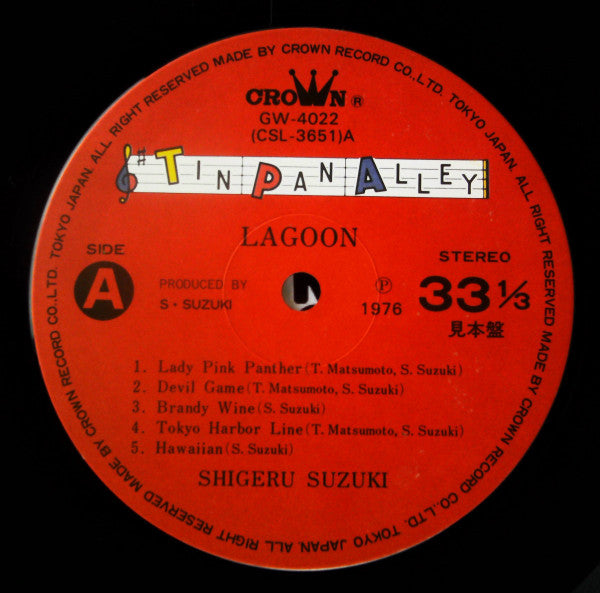 CROWN ®
GW-4022
(CSL-3651)A
TIN PAN ALLEY
LAGOON
SIDE
A
PRODUCED BY
S・SUZUKI
Ⓟ
1976
STEREO
33 1/3
見本盤
1. Lady Pink Panther(T. Matsumoto, S. Suzuki)
2. Devil Game(T. Matsumoto, S. Suzuki)
3. Brandy Wine(S. Suzuki)
4. Tokyo Harbor Line(T. Matsumoto, S. Suzuki)
5. Hawaiian(S. Suzuki)
SHIGERU SUZUKI
ALL RIGHT RESERVED MADE BY CROWN RECORD CO.,LTD. TOKYO JAPAN. ALL RIGHT RESERVED MADE BY CROWN RECORD CO.,LTD. TOKYO JAPAN. ALL RIGHT RESERVED MADE BY CROWN RECORD CO.,LTD. TOKYO JAPAN.